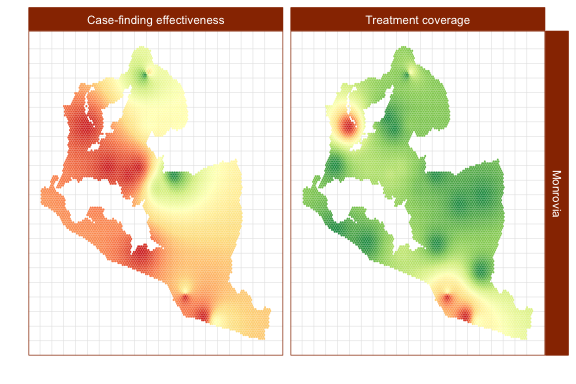 Case-finding effectiveness
Treatment coverage
Monrovia